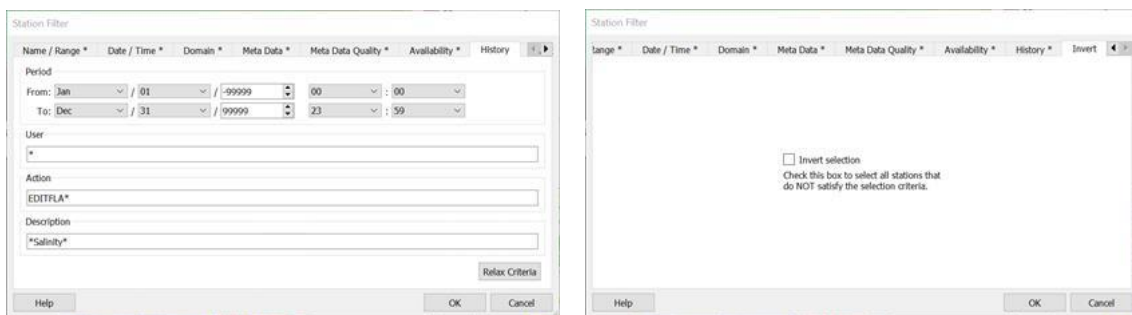 Station Filter
Name / Range * Date / Time * Domain * Meta Data * Meta Data Quality * Availability * History
Period
From: Jan / 01 / -99999 00 : 00
To: Dec / 31 / 99999 23 : 59
User
*
Action
EDITFLA*
Description
*Salinity*
Relax Criteria
Help OK Cancel
Station Filter
Range * Date / Time * Domain * Meta Data * Meta Data Quality * Availability * History * Invert
Invert selection
Check this box to select all stations that
do NOT satisfy the selection criteria.
Help OK Cancel